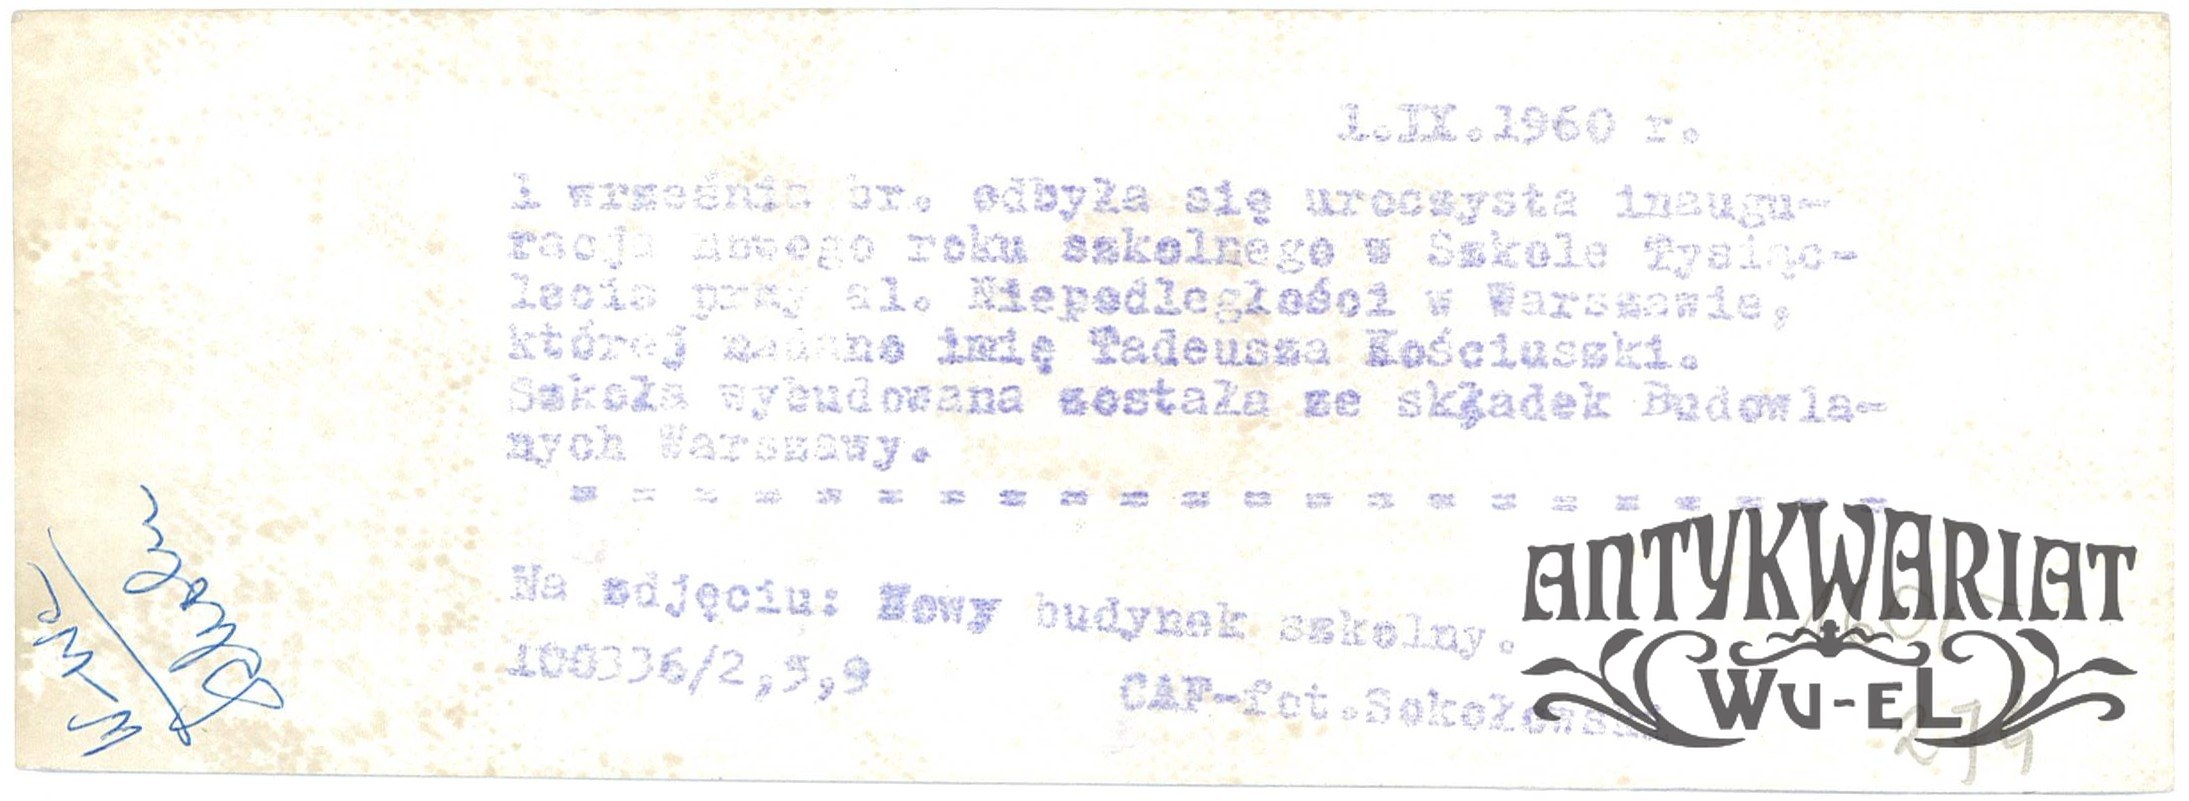 1.IX.1960 r.
1 września br. odbyła się uroczysta inaugu-
racja nowego roku szkolnego w Szkole Tysiąc-
lecia przy al. Niepodległości w Warszawie,
której nadano imię Tadeusza Kościuszki.
Szkoła wybudowana została ze składek Budowla-
nych Warszawy.
= = = = = = = = = = = = = = = = = = = = = =
Na zdjęciu: Nowy budynek szkolny.
100336/2,5,9
CAF-fot.Sokołowski
ANTYKWARIAT
WU-EL